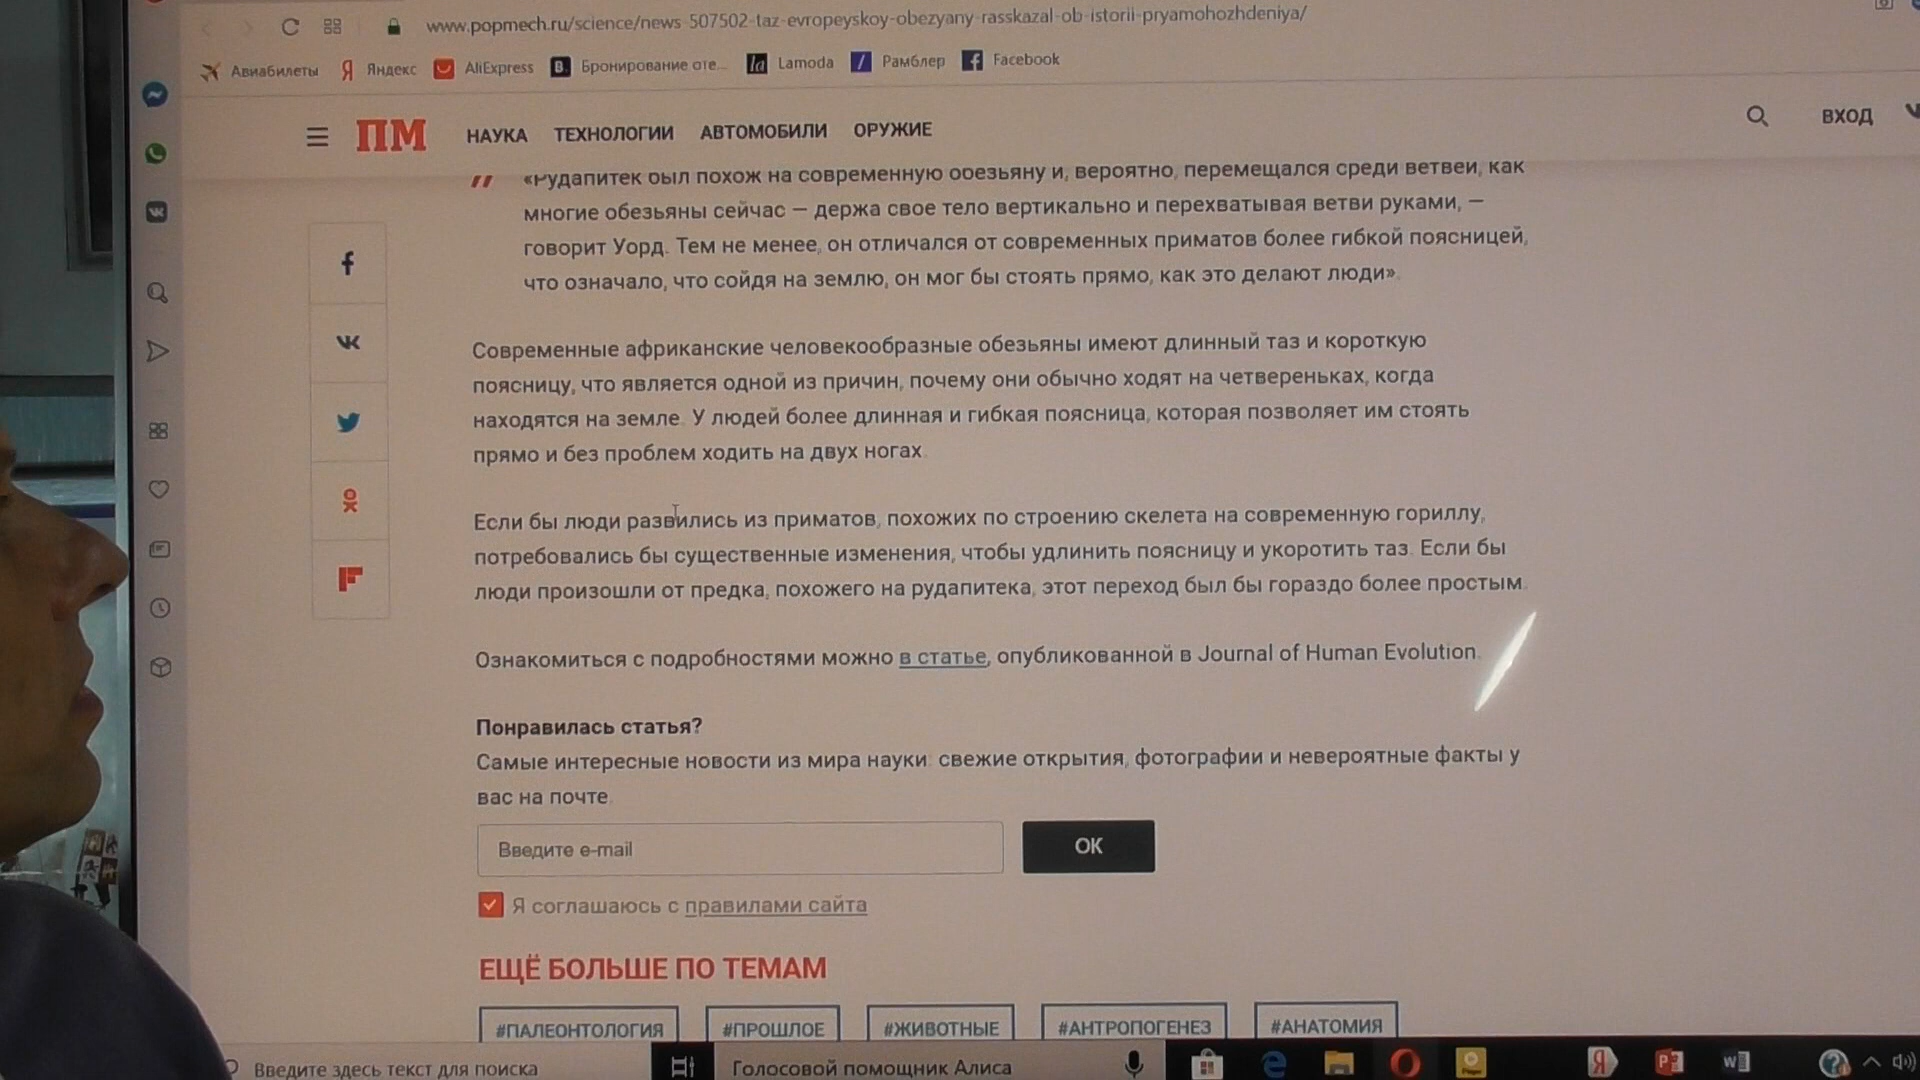 www.popmech.ru/science/news-507502-taz-evropeyskoy-obezyany-rasskazal-ob-istorii-pryamohozhdeniya/
Авиабилеты Яндекс AliExpress B. Бронирование оте... la Lamoda Рамблер Facebook
ПМ НАУКА ТЕХНОЛОГИИ АВТОМОБИЛИ ОРУЖИЕ ВХОД
«Рудапитек был похож на современную обезьяну и, вероятно, перемещался среди ветвей, как
многие обезьяны сейчас — держа свое тело вертикально и перехватывая ветви руками, —
говорит Уорд. Тем не менее, он отличался от современных приматов более гибкой поясницей,
что означало, что сойдя на землю, он мог бы стоять прямо, как это делают люди».
Современные африканские человекообразные обезьяны имеют длинный таз и короткую
поясницу, что является одной из причин, почему они обычно ходят на четвереньках, когда
находятся на земле. У людей более длинная и гибкая поясница, которая позволяет им стоять
прямо и без проблем ходить на двух ногах.
Если бы люди развились из приматов, похожих по строению скелета на современную гориллу,
потребовались бы существенные изменения, чтобы удлинить поясницу и укоротить таз. Если бы
люди произошли от предка, похожего на рудапитека, этот переход был бы гораздо более простым.
Ознакомиться с подробностями можно в статье, опубликованной в Journal of Human Evolution.
Понравилась статья?
Самые интересные новости из мира науки: свежие открытия, фотографии и невероятные факты у
вас на почте.
Введите e-mail ОК
Я соглашаюсь с правилами сайта
ЕЩЁ БОЛЬШЕ ПО ТЕМАМ
#ПАЛЕОНТОЛОГИЯ #ПРОШЛОЕ #ЖИВОТНЫЕ #АНТРОПОГЕНЕЗ #АНАТОМИЯ
Введите здесь текст для поиска Голосовой помощник Алиса